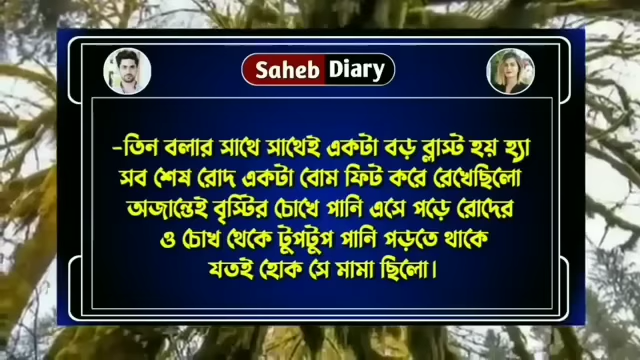 Saheb Diary
-তিন বলার সাথে সাথেই একটা বড় ব্লাস্ট হয় হ্যা
সব শেষ রোদ একটা বোম ফিট করে রেখেছিলো
অজান্তেই বৃস্টির চোখে পানি এসে পড়ে রোদের
ও চোখ থেকে টুপটুপ পানি পড়তে থাকে
যতই হোক সে মামা ছিলো।